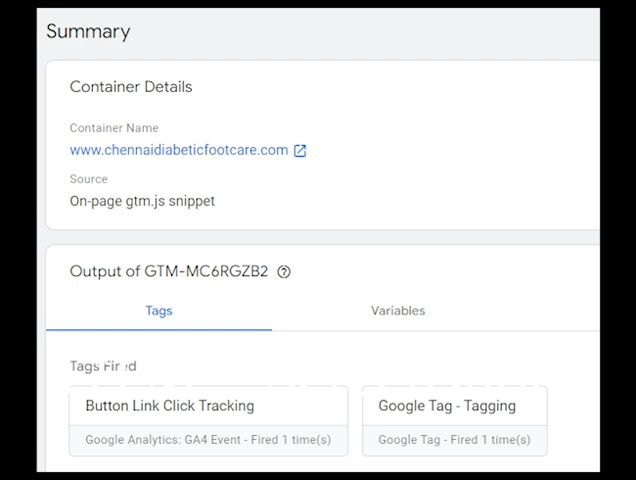 Summary
Container Details
Container Name
www.chennaidiabeticfootcare.com
Source
On-page gtm.js snippet
Output of GTM-MC6RGZB2
Tags Variables
Tags Fired
Button Link Click Tracking Google Tag - Tagging
Google Analytics: GA4 Event - Fired 1 time(s) Google Tag - Fired 1 time(s)